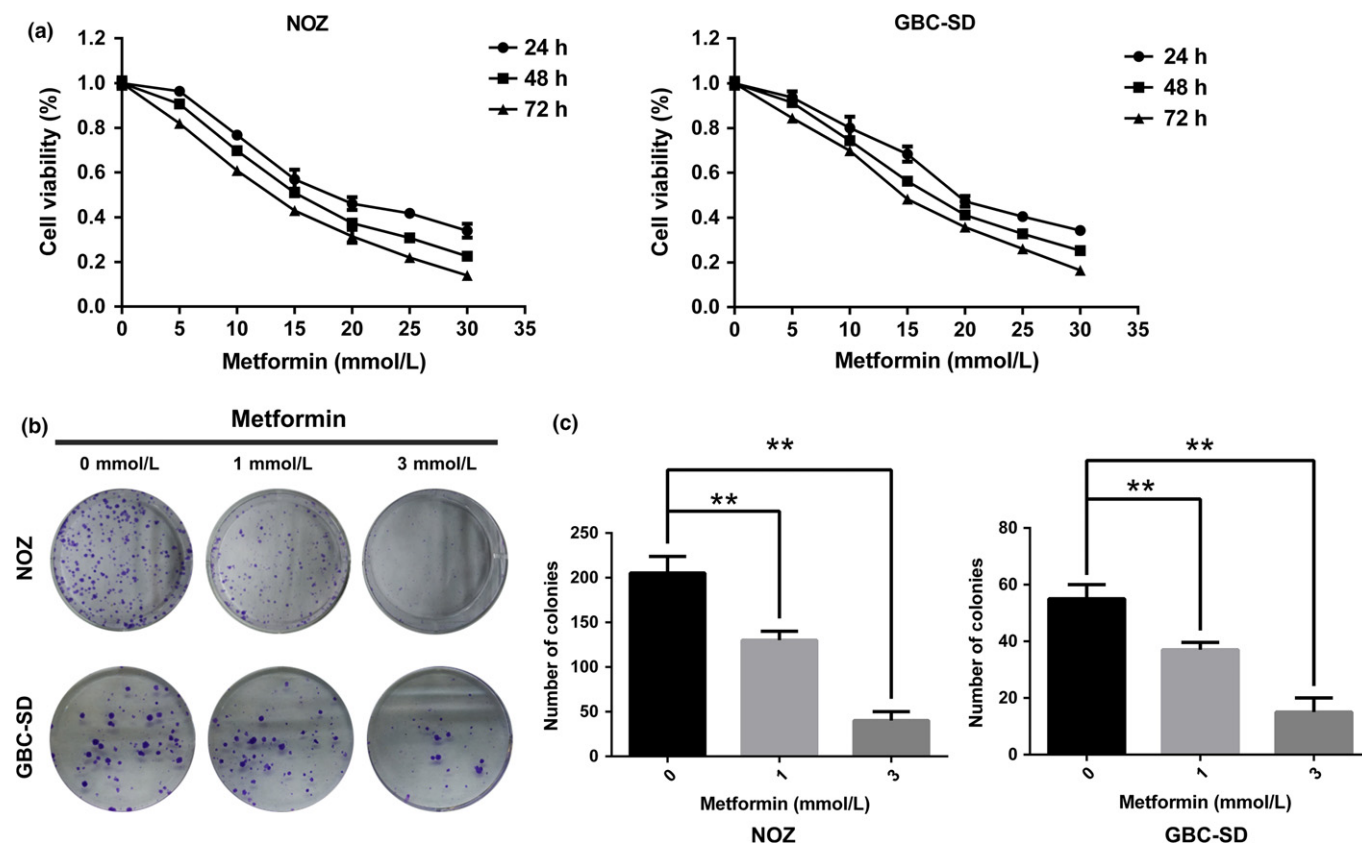 (a)
NOZ
1.2
1.0
0.8
0.6
0.4
0.2
0.0
Cell viability (%)
24 h
48 h
72 h
0 5 10 15 20 25 30 35
Metformin (mmol/L)
GBC-SD
1.2
1.0
0.8
0.6
0.4
0.2
0.0
Cell viability (%)
24 h
48 h
72 h
0 5 10 15 20 25 30 35
Metformin (mmol/L)
(b)
Metformin
0 mmol/L 1 mmol/L 3 mmol/L
NOZ
GBC-SD
(c)
**
**
250
200
150
100
50
0
Number of colonies
0 1 3
Metformin (mmol/L)
NOZ
**
**
80
60
40
20
0
Number of colonies
0 1 3
Metformin (mmol/L)
GBC-SD